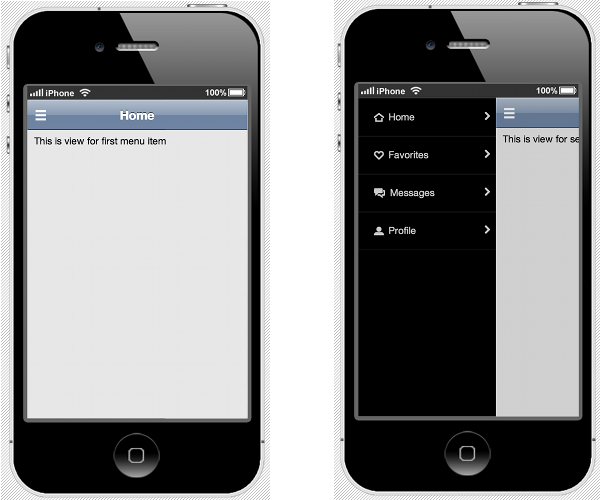 iPhone 100%
Home
This is view for first menu item
iPhone 100%
Home
Favorites
Messages
Profile
This is view for se